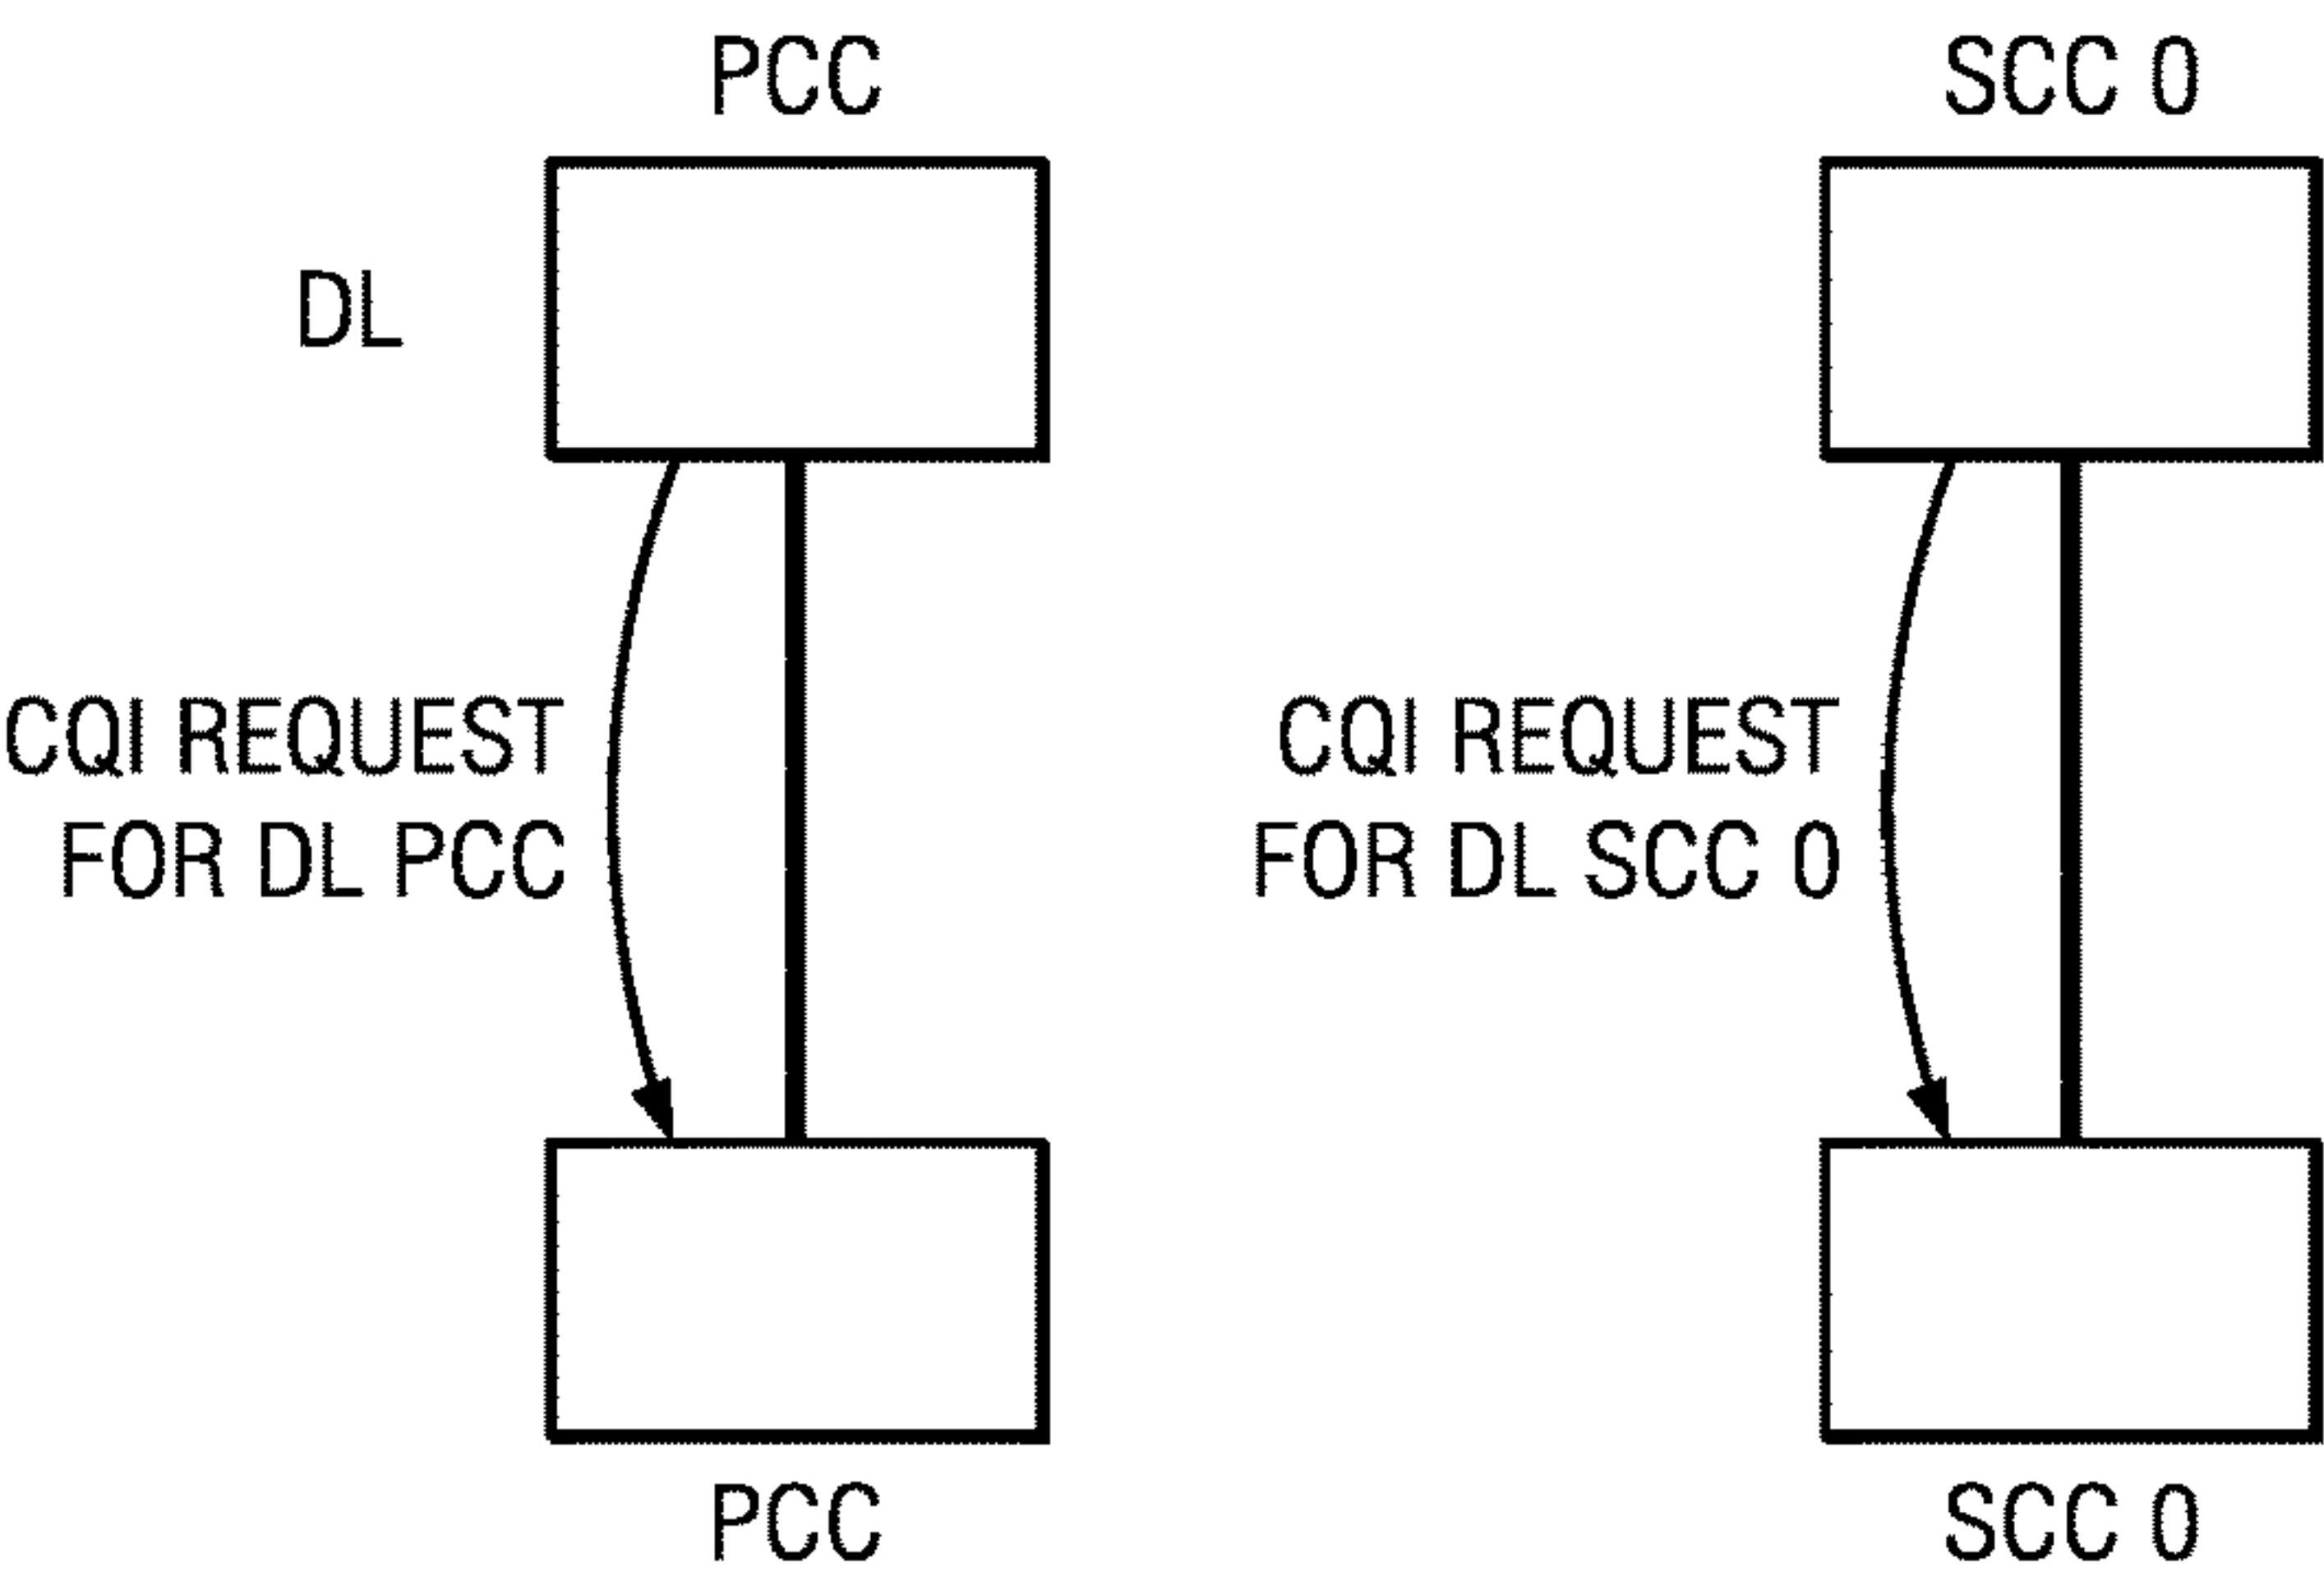 PCC
SCC 0
DL
CQI REQUEST
FOR DL PCC
CQI REQUEST
FOR DL SCC 0
PCC
SCC 0